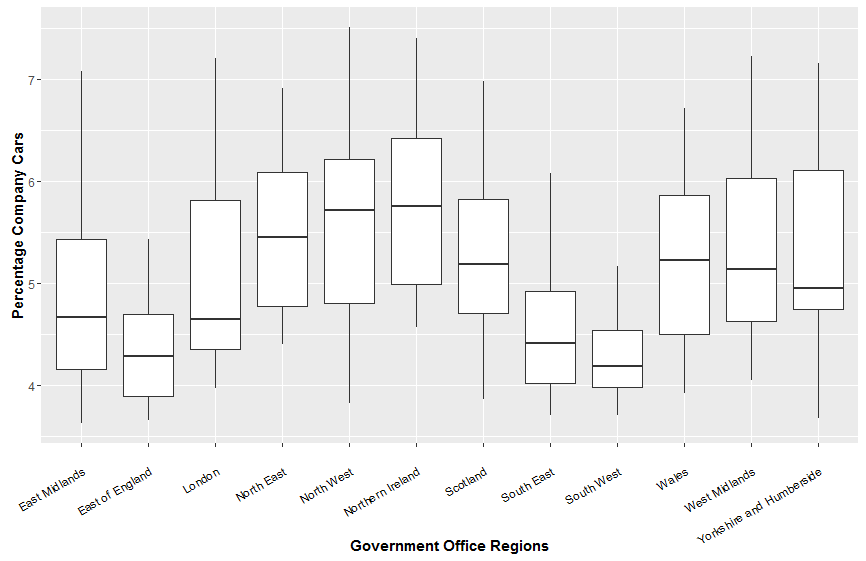 Percentage Company Cars
7
6
5
4
East Midlands
East of England
London
North East
North West
Northern Ireland
Scotland
South East
South West
Wales
West Midlands
Yorkshire and Humberside
Government Office Regions